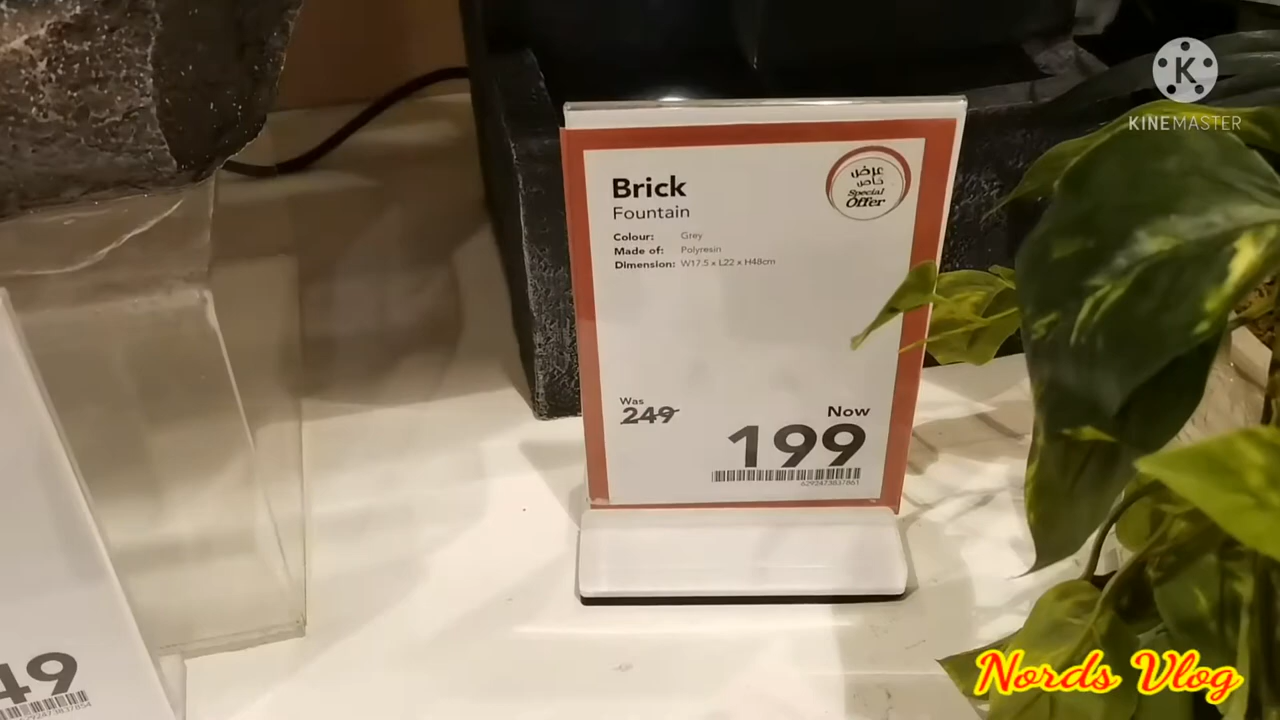 K
KINEMASTER
عرض
خاص
Special
Offer
Brick
Fountain
Colour: Grey
Made of: Polyresin
Dimension: W17.5 x L22 x H48cm
Was
249
Now
199
6292473837861
49
Nords Vlog